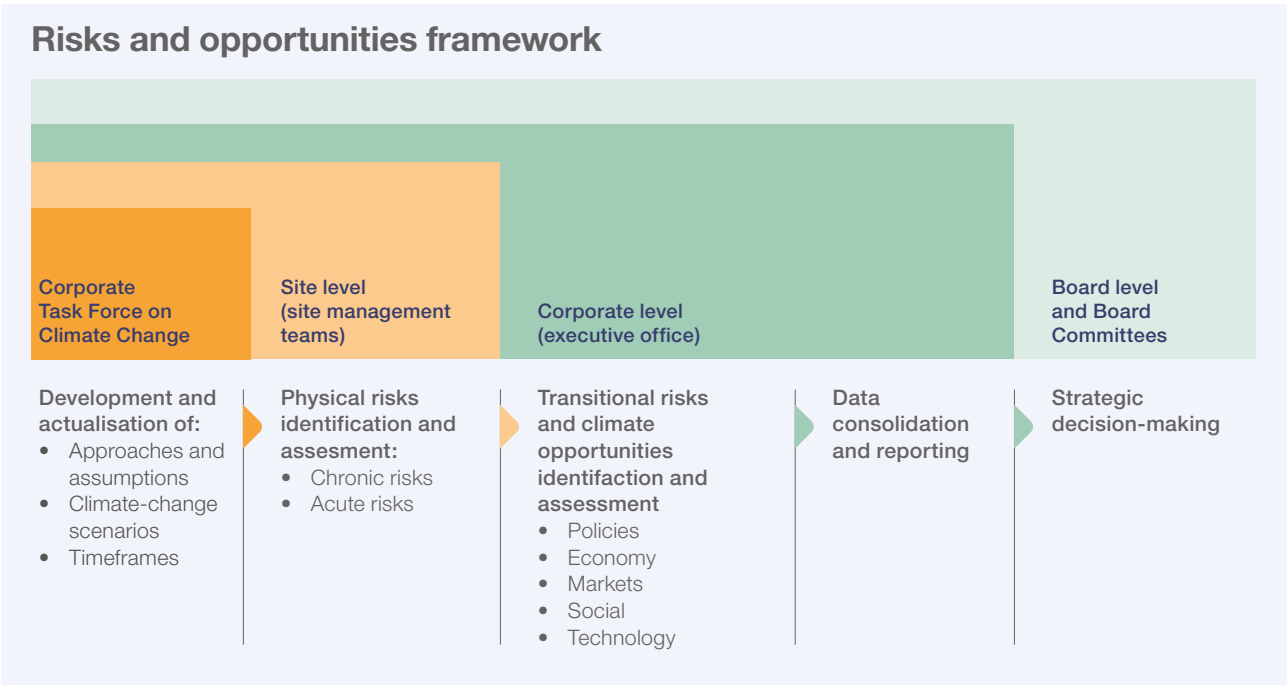 Risks and opportunities framework
Corporate
Task Force on
Climate Change
Site level
(site management
teams)
Corporate level
(executive office)
Board level
and Board
Committees
Development and
actualisation of:
• Approaches and
assumptions
• Climate-change
scenarios
• Timeframes
Physical risks
identification and
assesment:
• Chronic risks
• Acute risks
Transitional risks
and climate
opportunities
identifaction and
assessment
• Policies
• Economy
• Markets
• Social
• Technology
Data
consolidation
and reporting
Strategic
decision-making